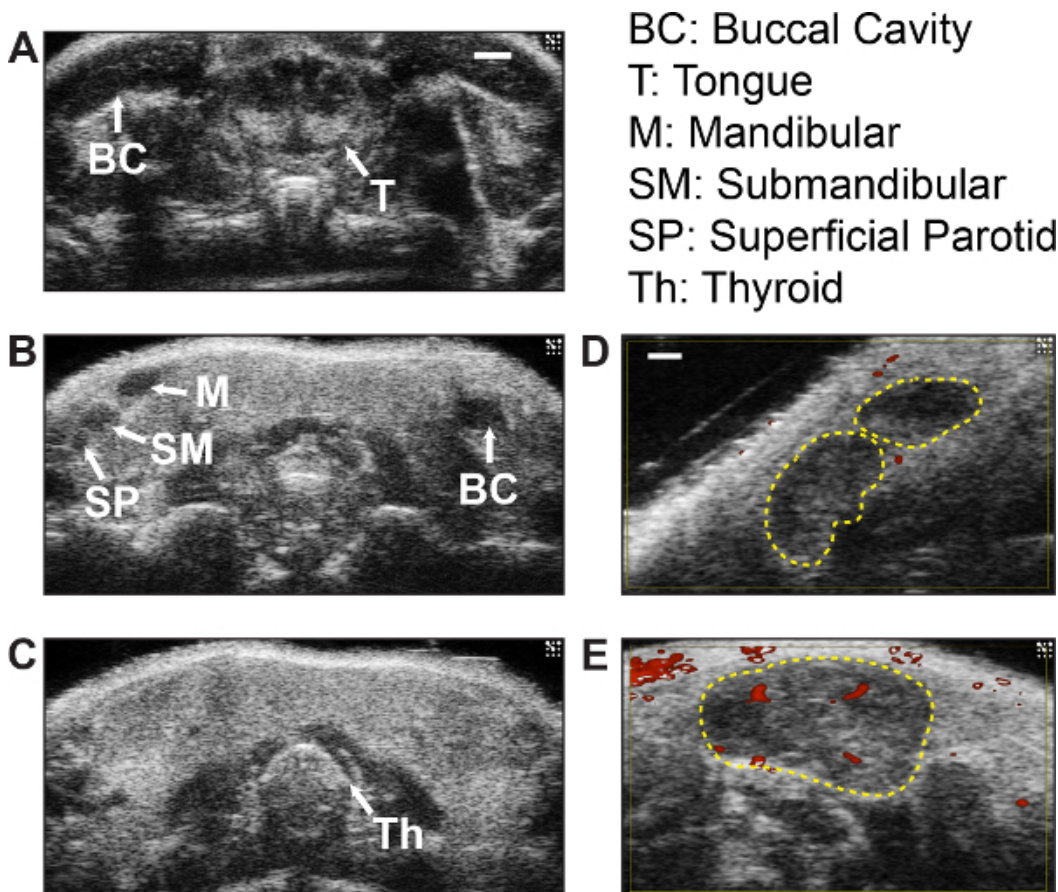 A
BC
T
BC: Buccal Cavity
T: Tongue
M: Mandibular
SM: Submandibular
SP: Superficial Parotid
Th: Thyroid
B
M
SM
SP
BC
D
C
Th
E